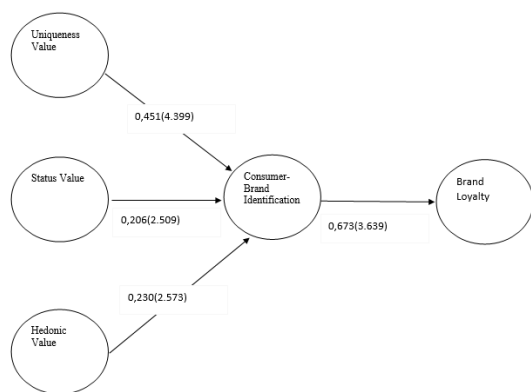 Uniqueness
Value
0,451(4.399)
Status Value
0,206(2.509)
Consumer-
Brand
Identification
0,673(3.639)
Brand
Loyalty
0,230(2.573)
Hedonic
Value